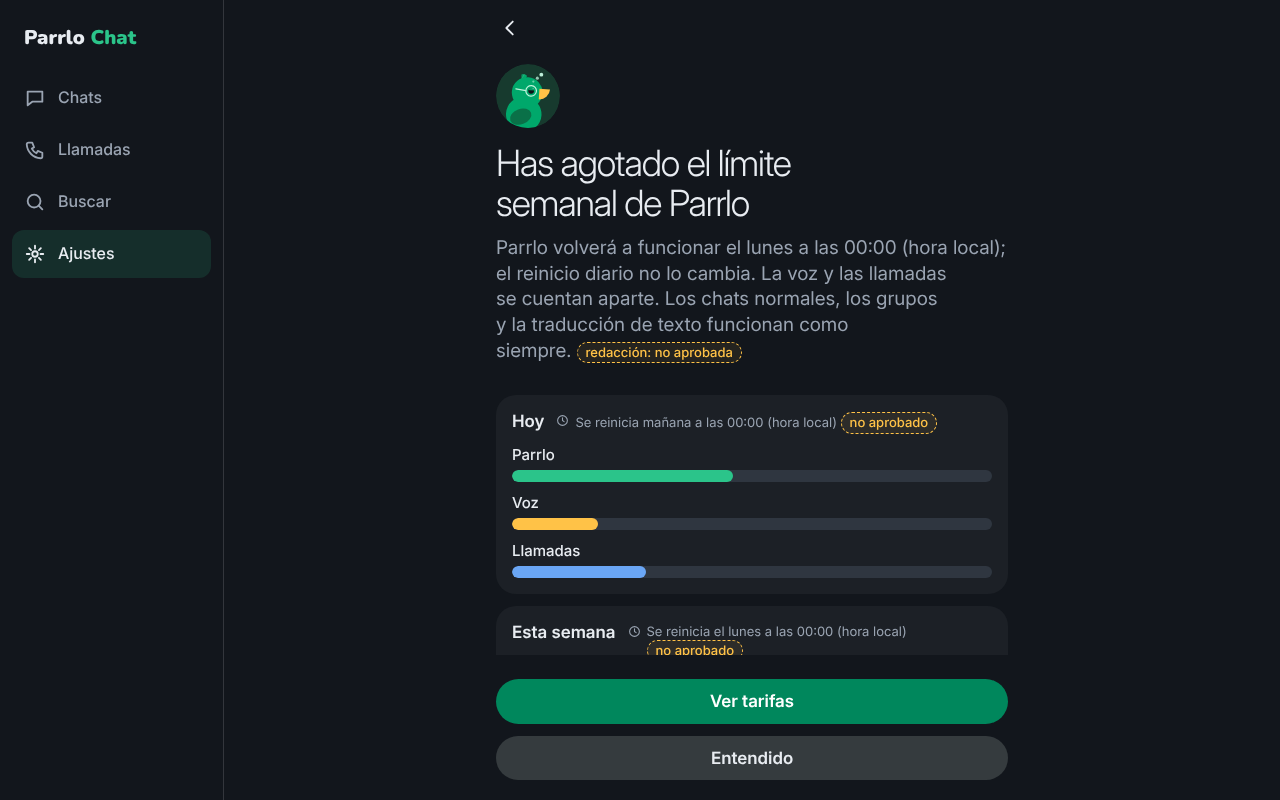 Parrlo Chat
Chats
Llamadas
Buscar
Ajustes
Has agotado el límite
semanal de Parrlo
Parrlo volverá a funcionar el lunes a las 00:00 (hora local);
el reinicio diario no lo cambia. La voz y las llamadas
se cuentan aparte. Los chats normales, los grupos
y la traducción de texto funcionan como
siempre. redacción: no aprobada
Hoy Se reinicia mañana a las 00:00 (hora local) no aprobado
Parrlo
Voz
Llamadas
Esta semana Se reinicia el lunes a las 00:00 (hora local)
no aprobado
Ver tarifas
Entendido